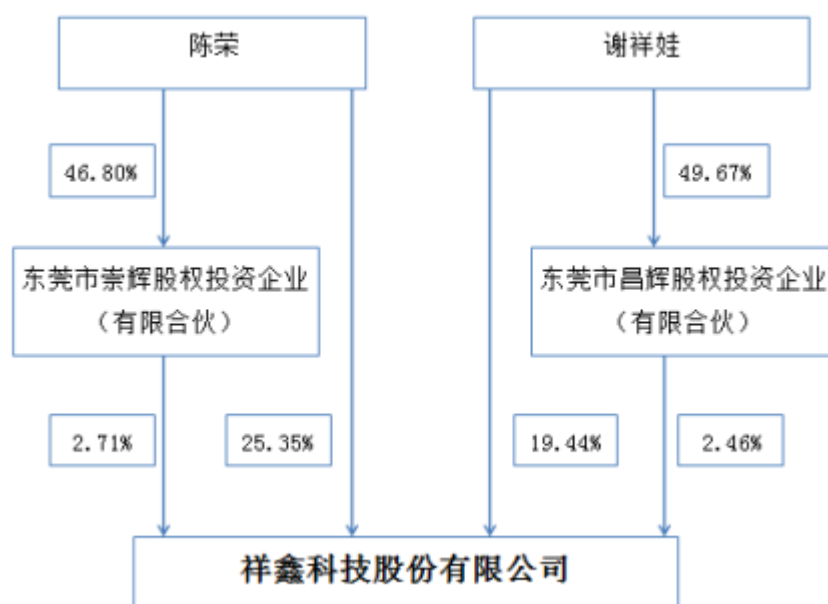 陈荣
谢祥娃
46.80%
49.67%
东莞市崇辉股权投资企业
（有限合伙）
东莞市昌辉股权投资企业
（有限合伙）
2.71%
25.35%
19.44%
2.46%
祥鑫科技股份有限公司